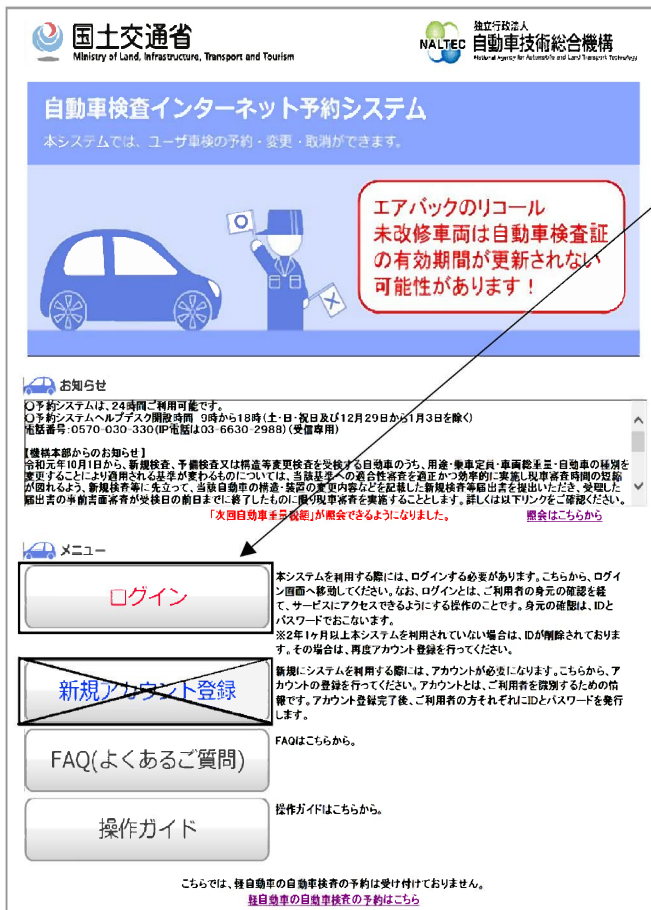 国土交通省
Ministry of Land, Infrastructure, Transport and Tourism
NALTEC
独立行政法人
自動車技術総合機構
National Agency for Automobile and Land Transport Technology
自動車検査インターネット予約システム
本システムでは、ユーザ車検の予約・変更・取消ができます。
エアバックのリコール
未改修車両は自動車検査証
の有効期間が更新されない
可能性があります！
お知らせ
○予約システムは、24時間ご利用可能です。
○予約システムヘルプデスク開設時間 9時から18時(土・日・祝日及び12月29日から1月3日を除く)
電話番号:0570-030-330(IP電話は03-6630-2988)(受信専用)
【機構本部からのお知らせ】
令和元年10月1日から、新規検査、予備検査又は構造等変更検査を受検する自動車のうち、用途・乗車定員・車両総重量・自動車の種別を
変更することにより適用される基準が変わるものについては、当該基準への適合性審査を適正かつ効率的に実施し現車審査時間の短縮
が図れるよう、新規検査等に先立って、当該自動車の構造・装置の変更内容などを記載した新規検査等届出書を提出いただき、受理した
届出書の事前書面審査が受検日の前日までに終了したものに限り現車審査を実施することとします。詳しくは以下リンクをご確認ください。
「次回自動車重量税額」が照会できるようになりました。 照会はこちらから
メニュー
ログイン
本システムを利用する際には、ログインする必要があります。こちらから、ログイ
ン画面へ移動してください。なお、ログインとは、ご利用者の身元の確認を経
て、サービスにアクセスできるようにする操作のことです。身元の確認は、IDと
パスワードでおこないます。
※2年1ヶ月以上本システムを利用されていない場合は、IDが削除されておりま
す。その場合は、再度アカウント登録を行ってください。
新規アカウント登録
新規にシステムを利用する際には、アカウントが必要になります。こちらから、ア
カウントの登録を行ってください。アカウントとは、ご利用者を識別するための情
報です。アカウント登録完了後、ご利用者の方それぞれにIDとパスワードを発行
します。
FAQ(よくあるご質問)
FAQはこちらから。
操作ガイド
操作ガイドはこちらから。
こちらでは、軽自動車の自動車検査の予約は受け付けておりません。
軽自動車の自動車検査の予約はこちら